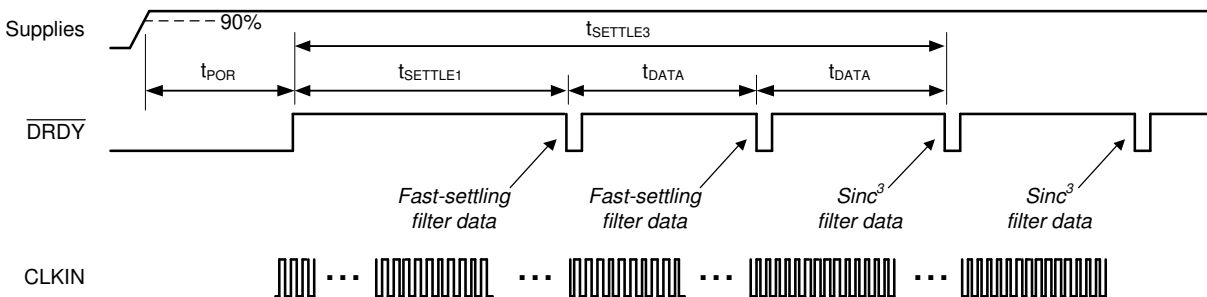 Supplies
90%
tSETTLE3
tPOR
tSETTLE1
tDATA
tDATA
DRDY
Fast-settling
filter data
Fast-settling
filter data
Sinc³
filter data
Sinc³
filter data
CLKIN